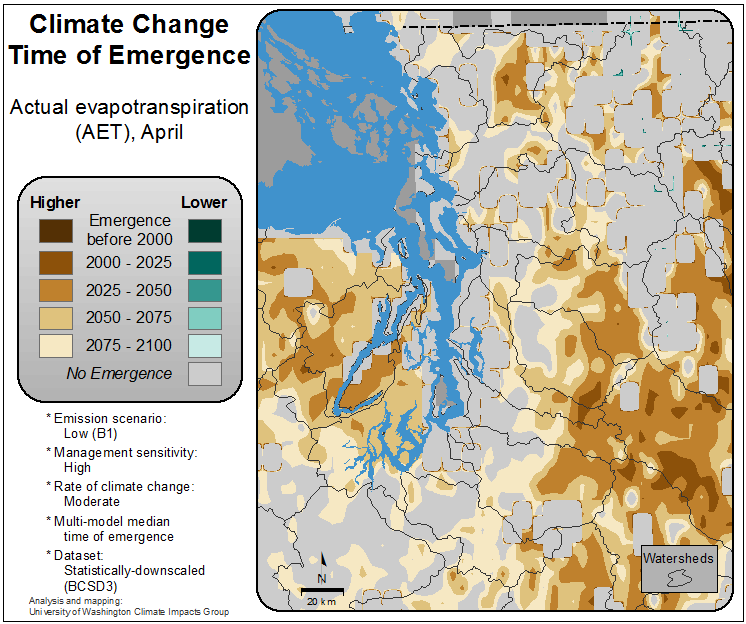 Climate Change
Time of Emergence
Actual evapotranspiration
(AET), April
Higher Lower
Emergence
before 2000
2000 - 2025
2025 - 2050
2050 - 2075
2075 - 2100
No Emergence
* Emission scenario:
Low (B1)
* Management sensitivity:
High
* Rate of climate change:
Moderate
* Multi-model median
time of emergence
* Dataset:
Statistically-downscaled
(BCSD3)
Analysis and mapping:
University of Washington Climate Impacts Group
N
20 km
Watersheds